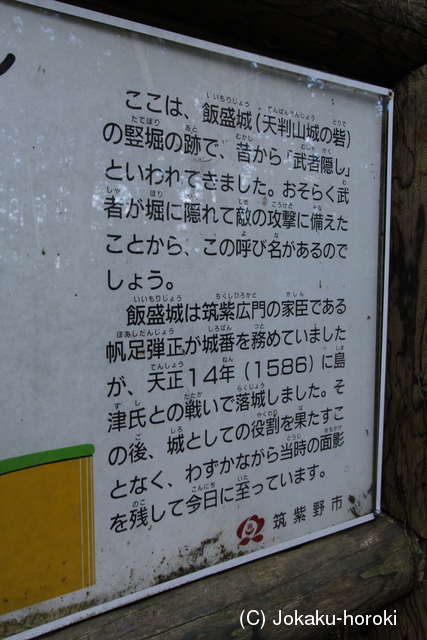 ここは、飯盛城（天判山城の砦）
の竪堀の跡で、昔から「武者隠し」
といわれてきました。おそらく武
者が堀に隠れて敵の攻撃に備えた
ことから、この呼び名があるので
しょう。
飯盛城は筑紫広門の家臣である
帆足弾正が城番を務めていました
が、天正14年（1586）に島
津氏との戦いで落城しました。そ
の後、城としての役割を果たすこ
となく、わずかながら当時の面影
を残して今日に至っています。
筑紫野市
(C) Jokaku-horoki